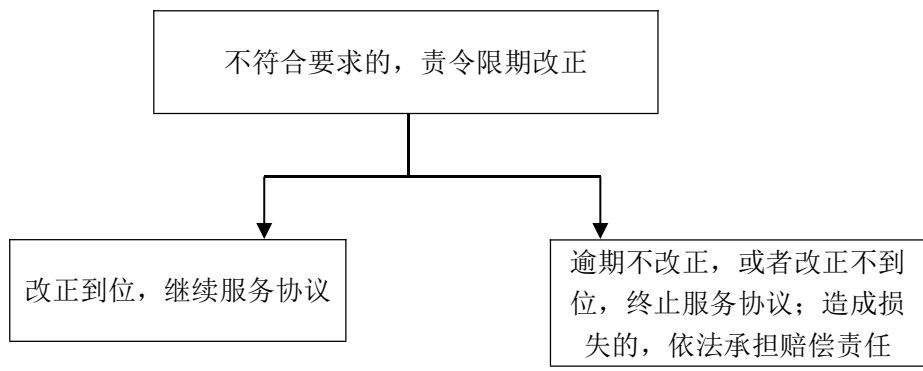 不符合要求的，责令限期改正
改正到位，继续服务协议
逾期不改正，或者改正不到
位，终止服务协议；造成损
失的，依法承担赔偿责任